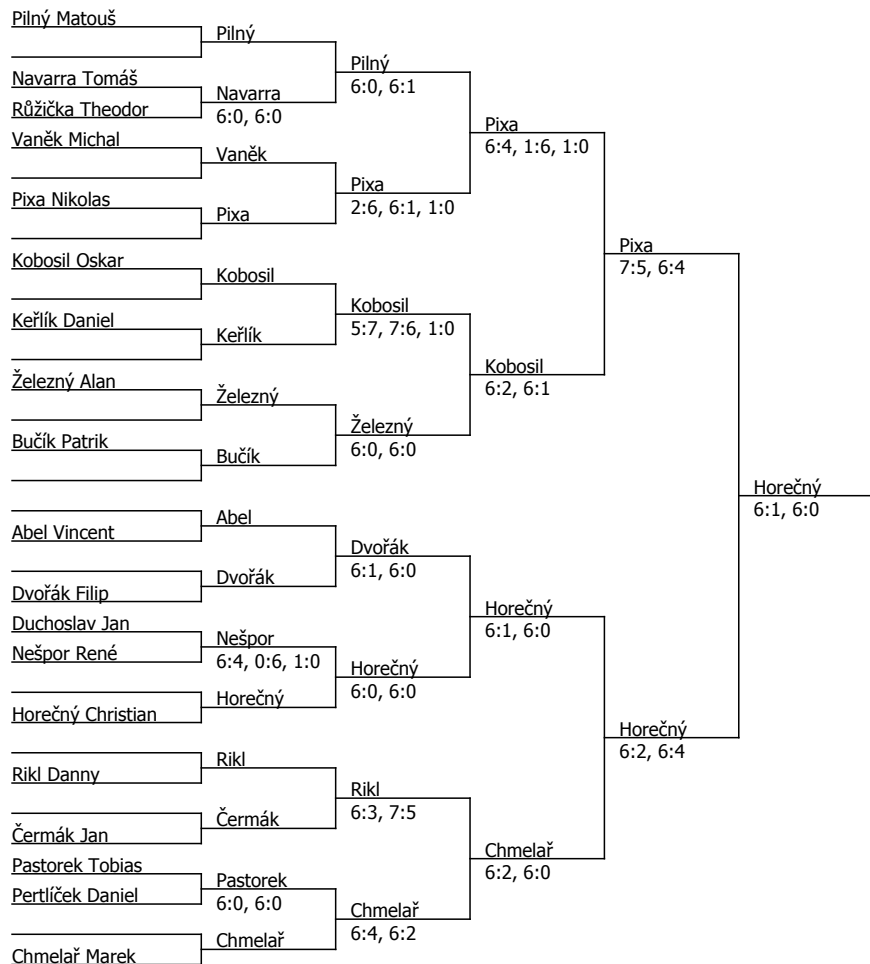 Pilný Matouš
Navarra Tomáš
Růžička Theodor
Vaněk Michal
Pixa Nikolas
Kobosil Oskar
Keřlík Daniel
Železný Alan
Bučík Patrik
Abel Vincent
Dvořák Filip
Duchoslav Jan
Nešpor René
Horečný Christian
Rikl Danny
Čermák Jan
Pastorek Tobias
Pertlíček Daniel
Chmelař Marek
Pilný
Navarra
6:0, 6:0
Vaněk
Pixa
Kobosil
Keřlík
Železný
Bučík
Abel
Dvořák
Nešpor
6:4, 0:6, 1:0
Horečný
Rikl
Čermák
Pastorek
6:0, 6:0
Chmelař
Pilný
6:0, 6:1
Pixa
2:6, 6:1, 1:0
Kobosil
5:7, 7:6, 1:0
Železný
6:0, 6:0
Dvořák
6:1, 6:0
Horečný
6:0, 6:0
Rikl
6:3, 7:5
Chmelař
6:4, 6:2
Pixa
6:4, 1:6, 1:0
Kobosil
6:2, 6:1
Horečný
6:1, 6:0
Chmelař
6:2, 6:0
Pixa
7:5, 6:4
Horečný
6:2, 6:4
Horečný
6:1, 6:0